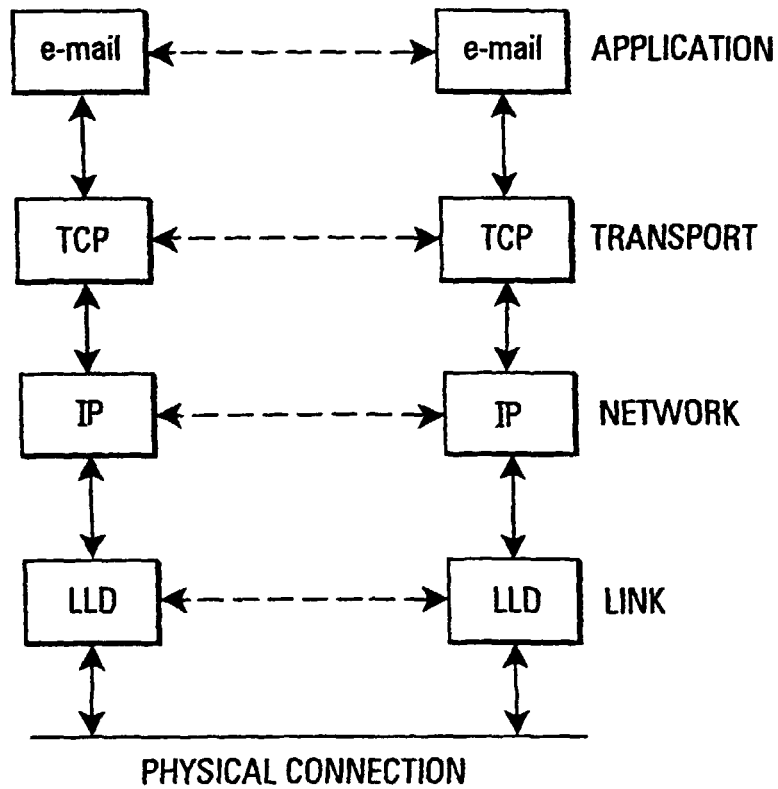 e-mail e-mail APPLICATION
TCP TCP TRANSPORT
IP IP NETWORK
LLD LLD LINK
PHYSICAL CONNECTION